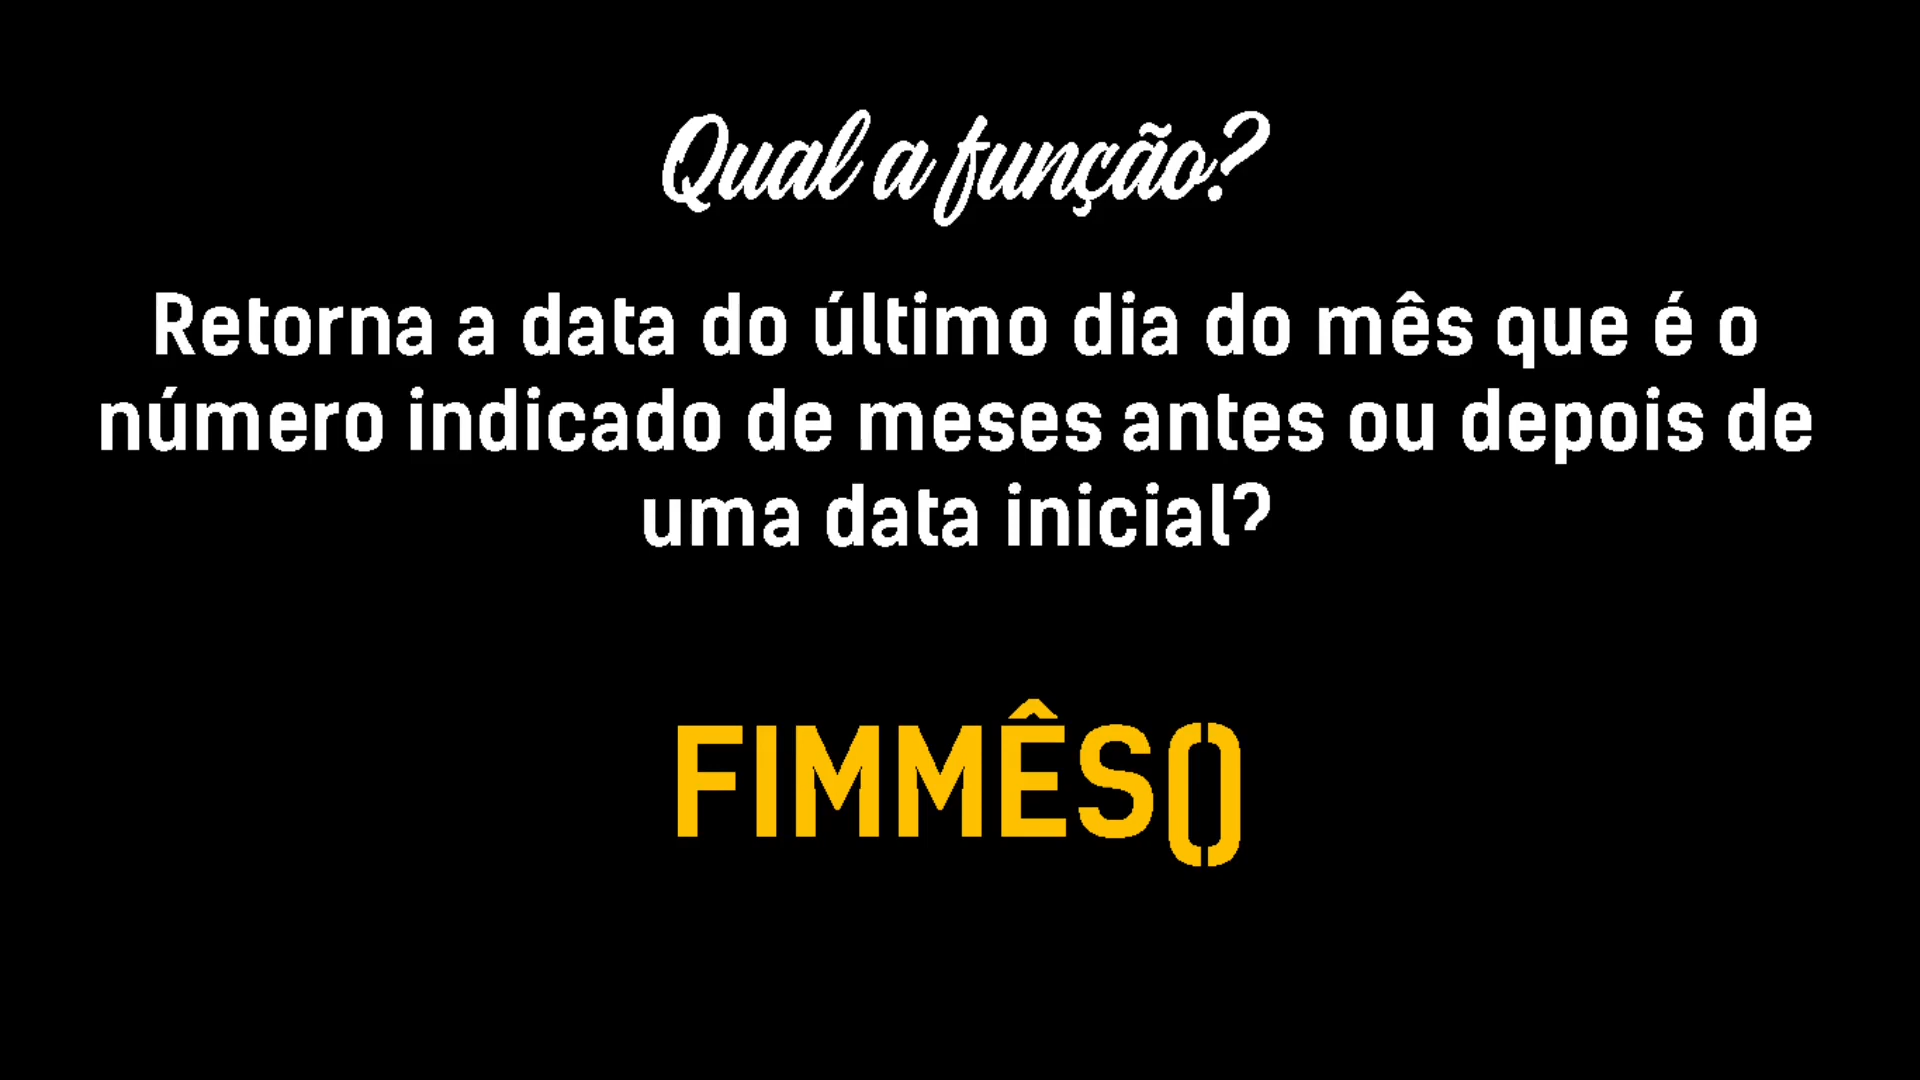 Qual a função?
Retorna a data do último dia do mês que é o
número indicado de meses antes ou depois de
uma data inicial?
FIMMÊS()